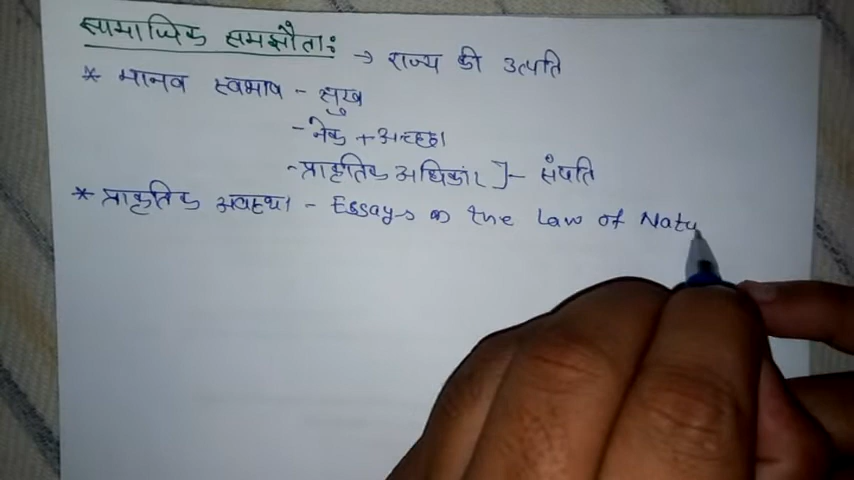 सामाजिक समझौता: → राज्य की उत्पति
* मानव स्वभाव - सुख
- नेक + अच्छा
- प्राकृतिक अधिकार ] - संपति
* प्राकृतिक अवस्था - Essays on the Law of Natu